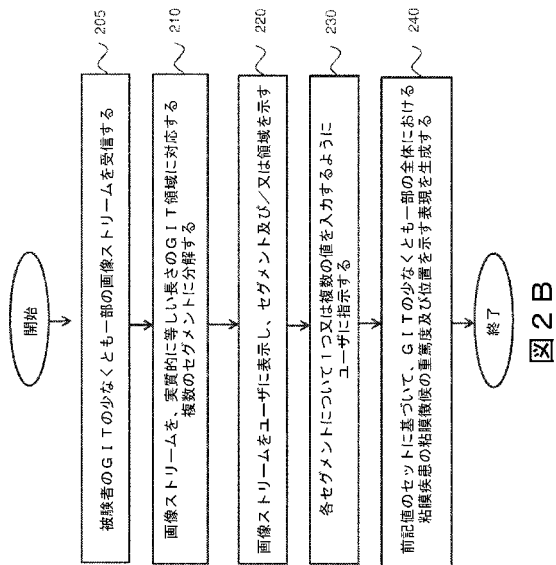 開始
被験者のGITの少なくとも一部の画像ストリームを受信する
205
画像ストリームを、実質的に等しい長さのGIT領域に対応する
複数のセグメントに分解する
210
画像ストリームをユーザに表示し、セグメント及び／又は領域を示す
220
各セグメントについて1つ又は複数の値を入力するように
ユーザに指示する
230
前記値のセットに基づいて、GITの少なくとも一部の全体における
粘膜疾患の粘膜徴候の重篤度及び位置を示す表現を生成する
240
終了
図2B